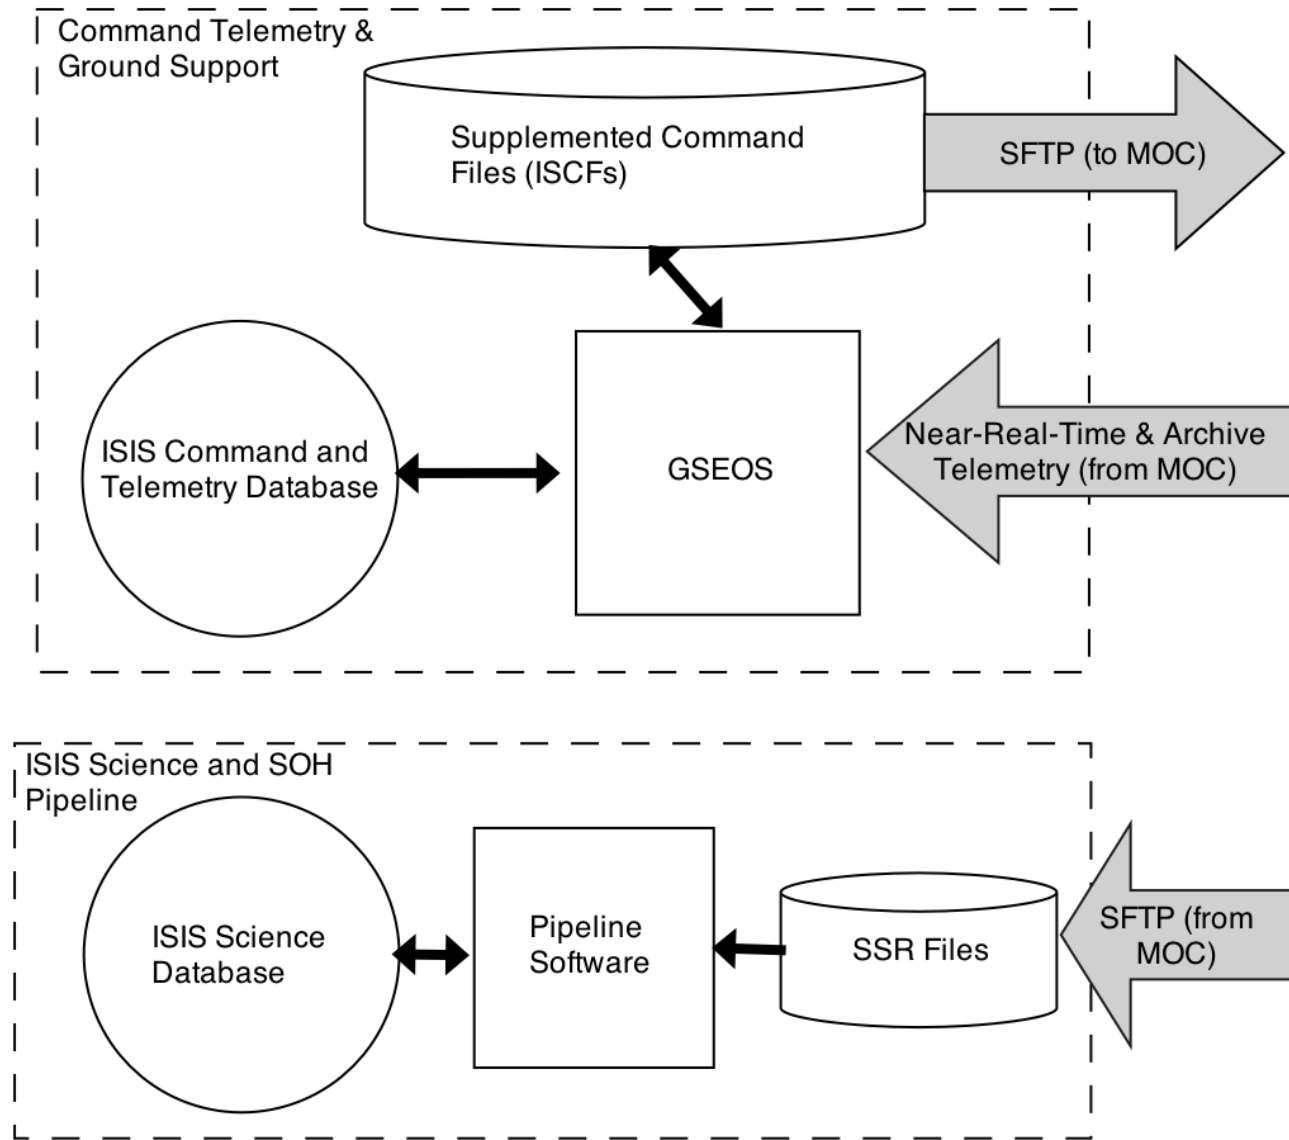 Command Telemetry &
Ground Support
Supplemented Command
Files (ISCFs)
SFTP (to MOC)
ISIS Command and
Telemetry Database
GSEOS
Near-Real-Time & Archive
Telemetry (from MOC)
ISIS Science and SOH
Pipeline
ISIS Science
Database
Pipeline
Software
SSR Files
SFTP (from
MOC)